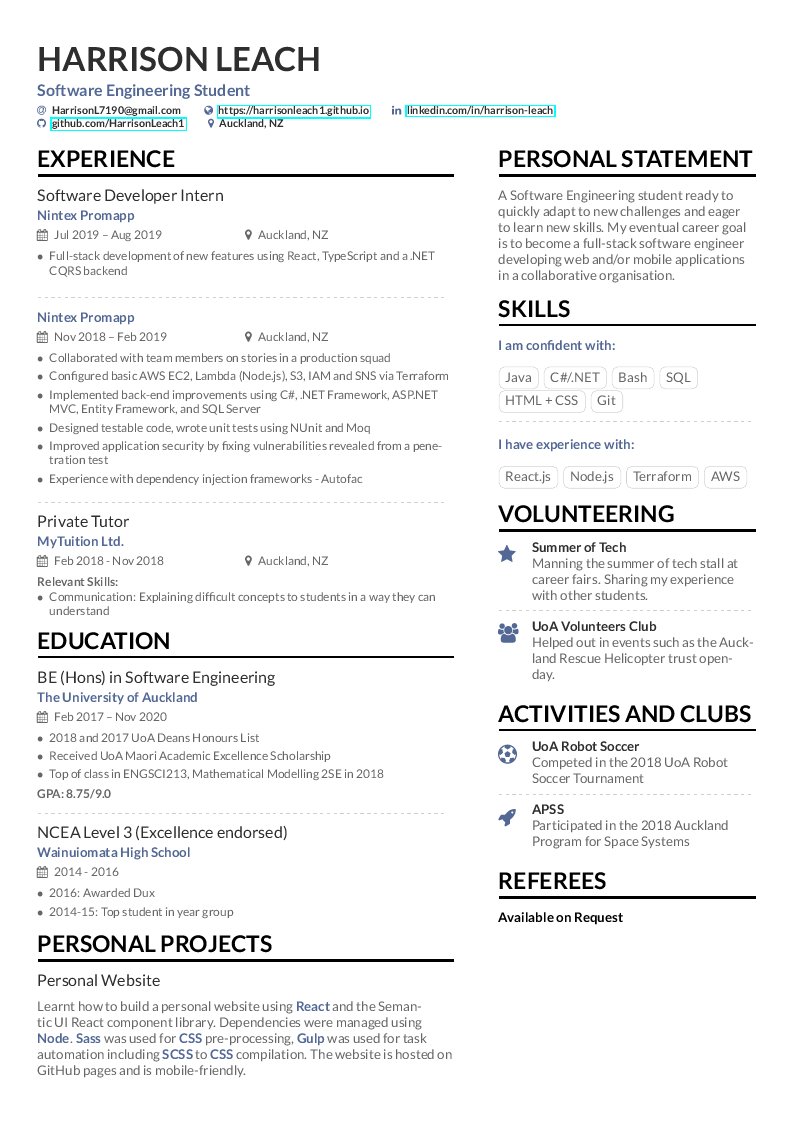 HARRISON LEACH
Software Engineering Student
HarrisonL7190@gmail.com https://harrisonleach1.github.io linkedin.com/in/harrison-leach
github.com/HarrisonLeach1 Auckland, NZ
EXPERIENCE
Software Developer Intern
Nintex Promapp
Jul 2019 – Aug 2019 Auckland, NZ
• Full-stack development of new features using React, TypeScript and a .NET
CQRS backend
Nintex Promapp
Nov 2018 – Feb 2019 Auckland, NZ
• Collaborated with team members on stories in a production squad
• Configured basic AWS EC2, Lambda (Node.js), S3, IAM and SNS via Terraform
• Implemented back-end improvements using C#, .NET Framework, ASP.NET
MVC, Entity Framework, and SQL Server
• Designed testable code, wrote unit tests using NUnit and Moq
• Improved application security by fixing vulnerabilities revealed from a pene-
tration test
• Experience with dependency injection frameworks - Autofac
Private Tutor
MyTuition Ltd.
Feb 2018 - Nov 2018 Auckland, NZ
Relevant Skills:
• Communication: Explaining difficult concepts to students in a way they can
understand
EDUCATION
BE (Hons) in Software Engineering
The University of Auckland
Feb 2017 – Nov 2020
• 2018 and 2017 UoA Deans Honours List
• Received UoA Maori Academic Excellence Scholarship
• Top of class in ENGSCI213, Mathematical Modelling 2SE in 2018
GPA: 8.75/9.0
NCEA Level 3 (Excellence endorsed)
Wainuiomata High School
2014 - 2016
• 2016: Awarded Dux
• 2014-15: Top student in year group
PERSONAL PROJECTS
Personal Website
Learnt how to build a personal website using React and the Seman-
tic UI React component library. Dependencies were managed using
Node. Sass was used for CSS pre-processing, Gulp was used for task
automation including SCSS to CSS compilation. The website is hosted on
GitHub pages and is mobile-friendly.
PERSONAL STATEMENT
A Software Engineering student ready to
quickly adapt to new challenges and eager
to learn new skills. My eventual career goal
is to become a full-stack software engineer
developing web and/or mobile applications
in a collaborative organisation.
SKILLS
I am confident with:
Java C#/.NET Bash SQL
HTML + CSS Git
I have experience with:
React.js Node.js Terraform AWS
VOLUNTEERING
Summer of Tech
Manning the summer of tech stall at
career fairs. Sharing my experience
with other students.
UoA Volunteers Club
Helped out in events such as the Auck-
land Rescue Helicopter trust open-
day.
ACTIVITIES AND CLUBS
UoA Robot Soccer
Competed in the 2018 UoA Robot
Soccer Tournament
APSS
Participated in the 2018 Auckland
Program for Space Systems
REFEREES
Available on Request